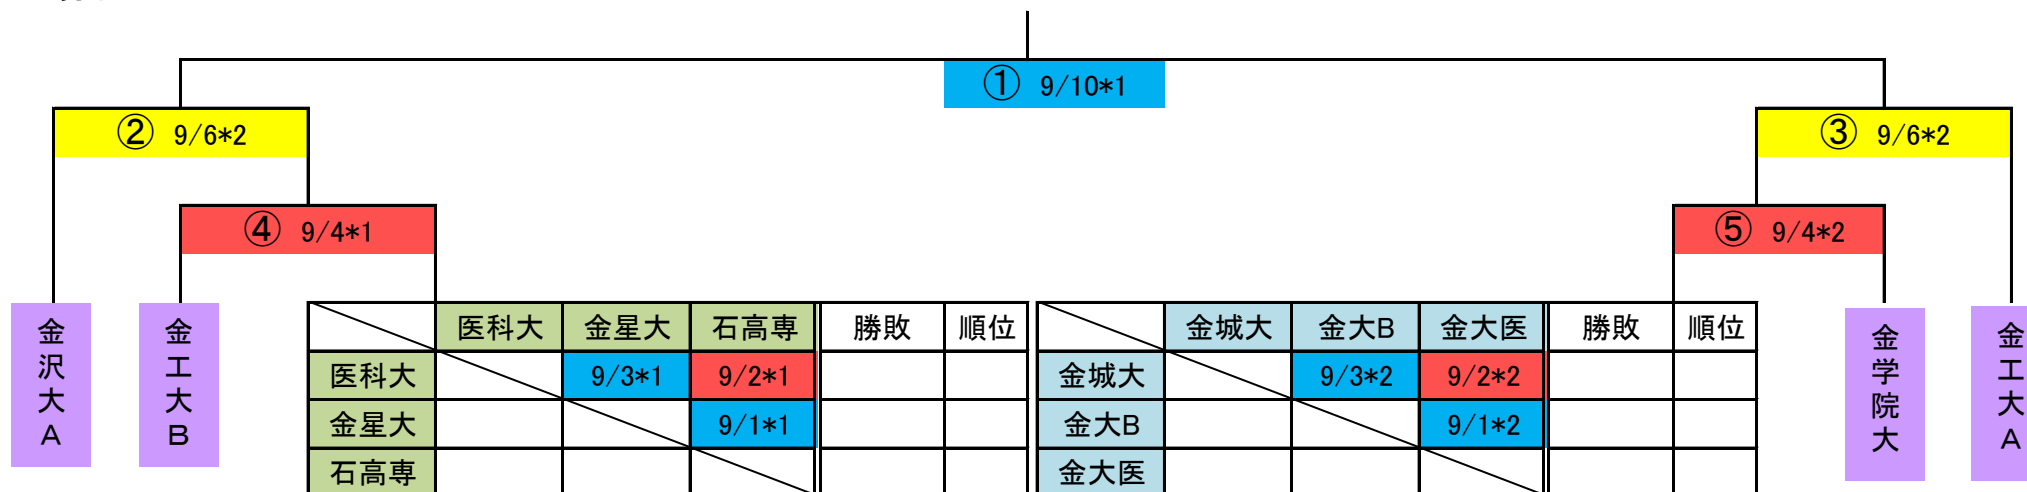 ① 9/10*1
② 9/6*2
③ 9/6*2
④ 9/4*1
⑤ 9/4*2
金沢大A
金工大B
医科大 金星大 石高専 勝敗 順位
医科大 9/3*1 9/2*1
金星大 9/1*1
石高専
金城大 金大B 金大医 勝敗 順位
金城大 9/3*2 9/2*2
金大B 9/1*2
金大医
金学院大
金工大A